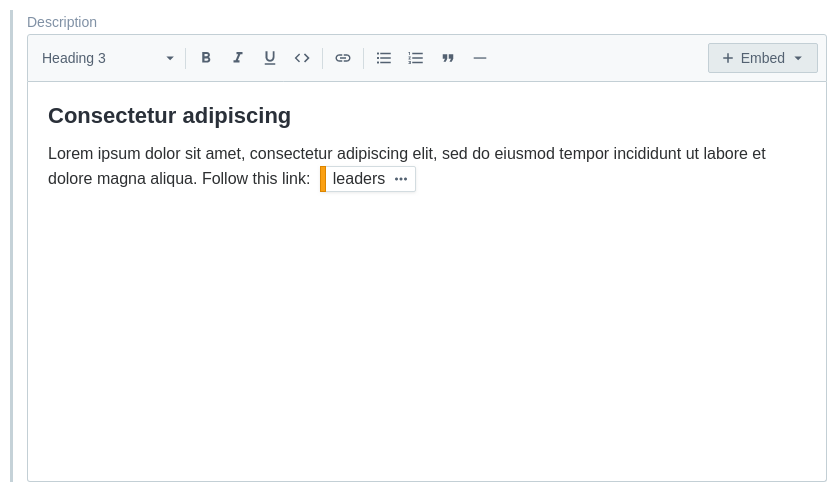 Description
Heading 3
Embed
Consectetur adipiscing
Lorem ipsum dolor sit amet, consectetur adipiscing elit, sed do eiusmod tempor incididunt ut labore et
dolore magna aliqua. Follow this link: leaders